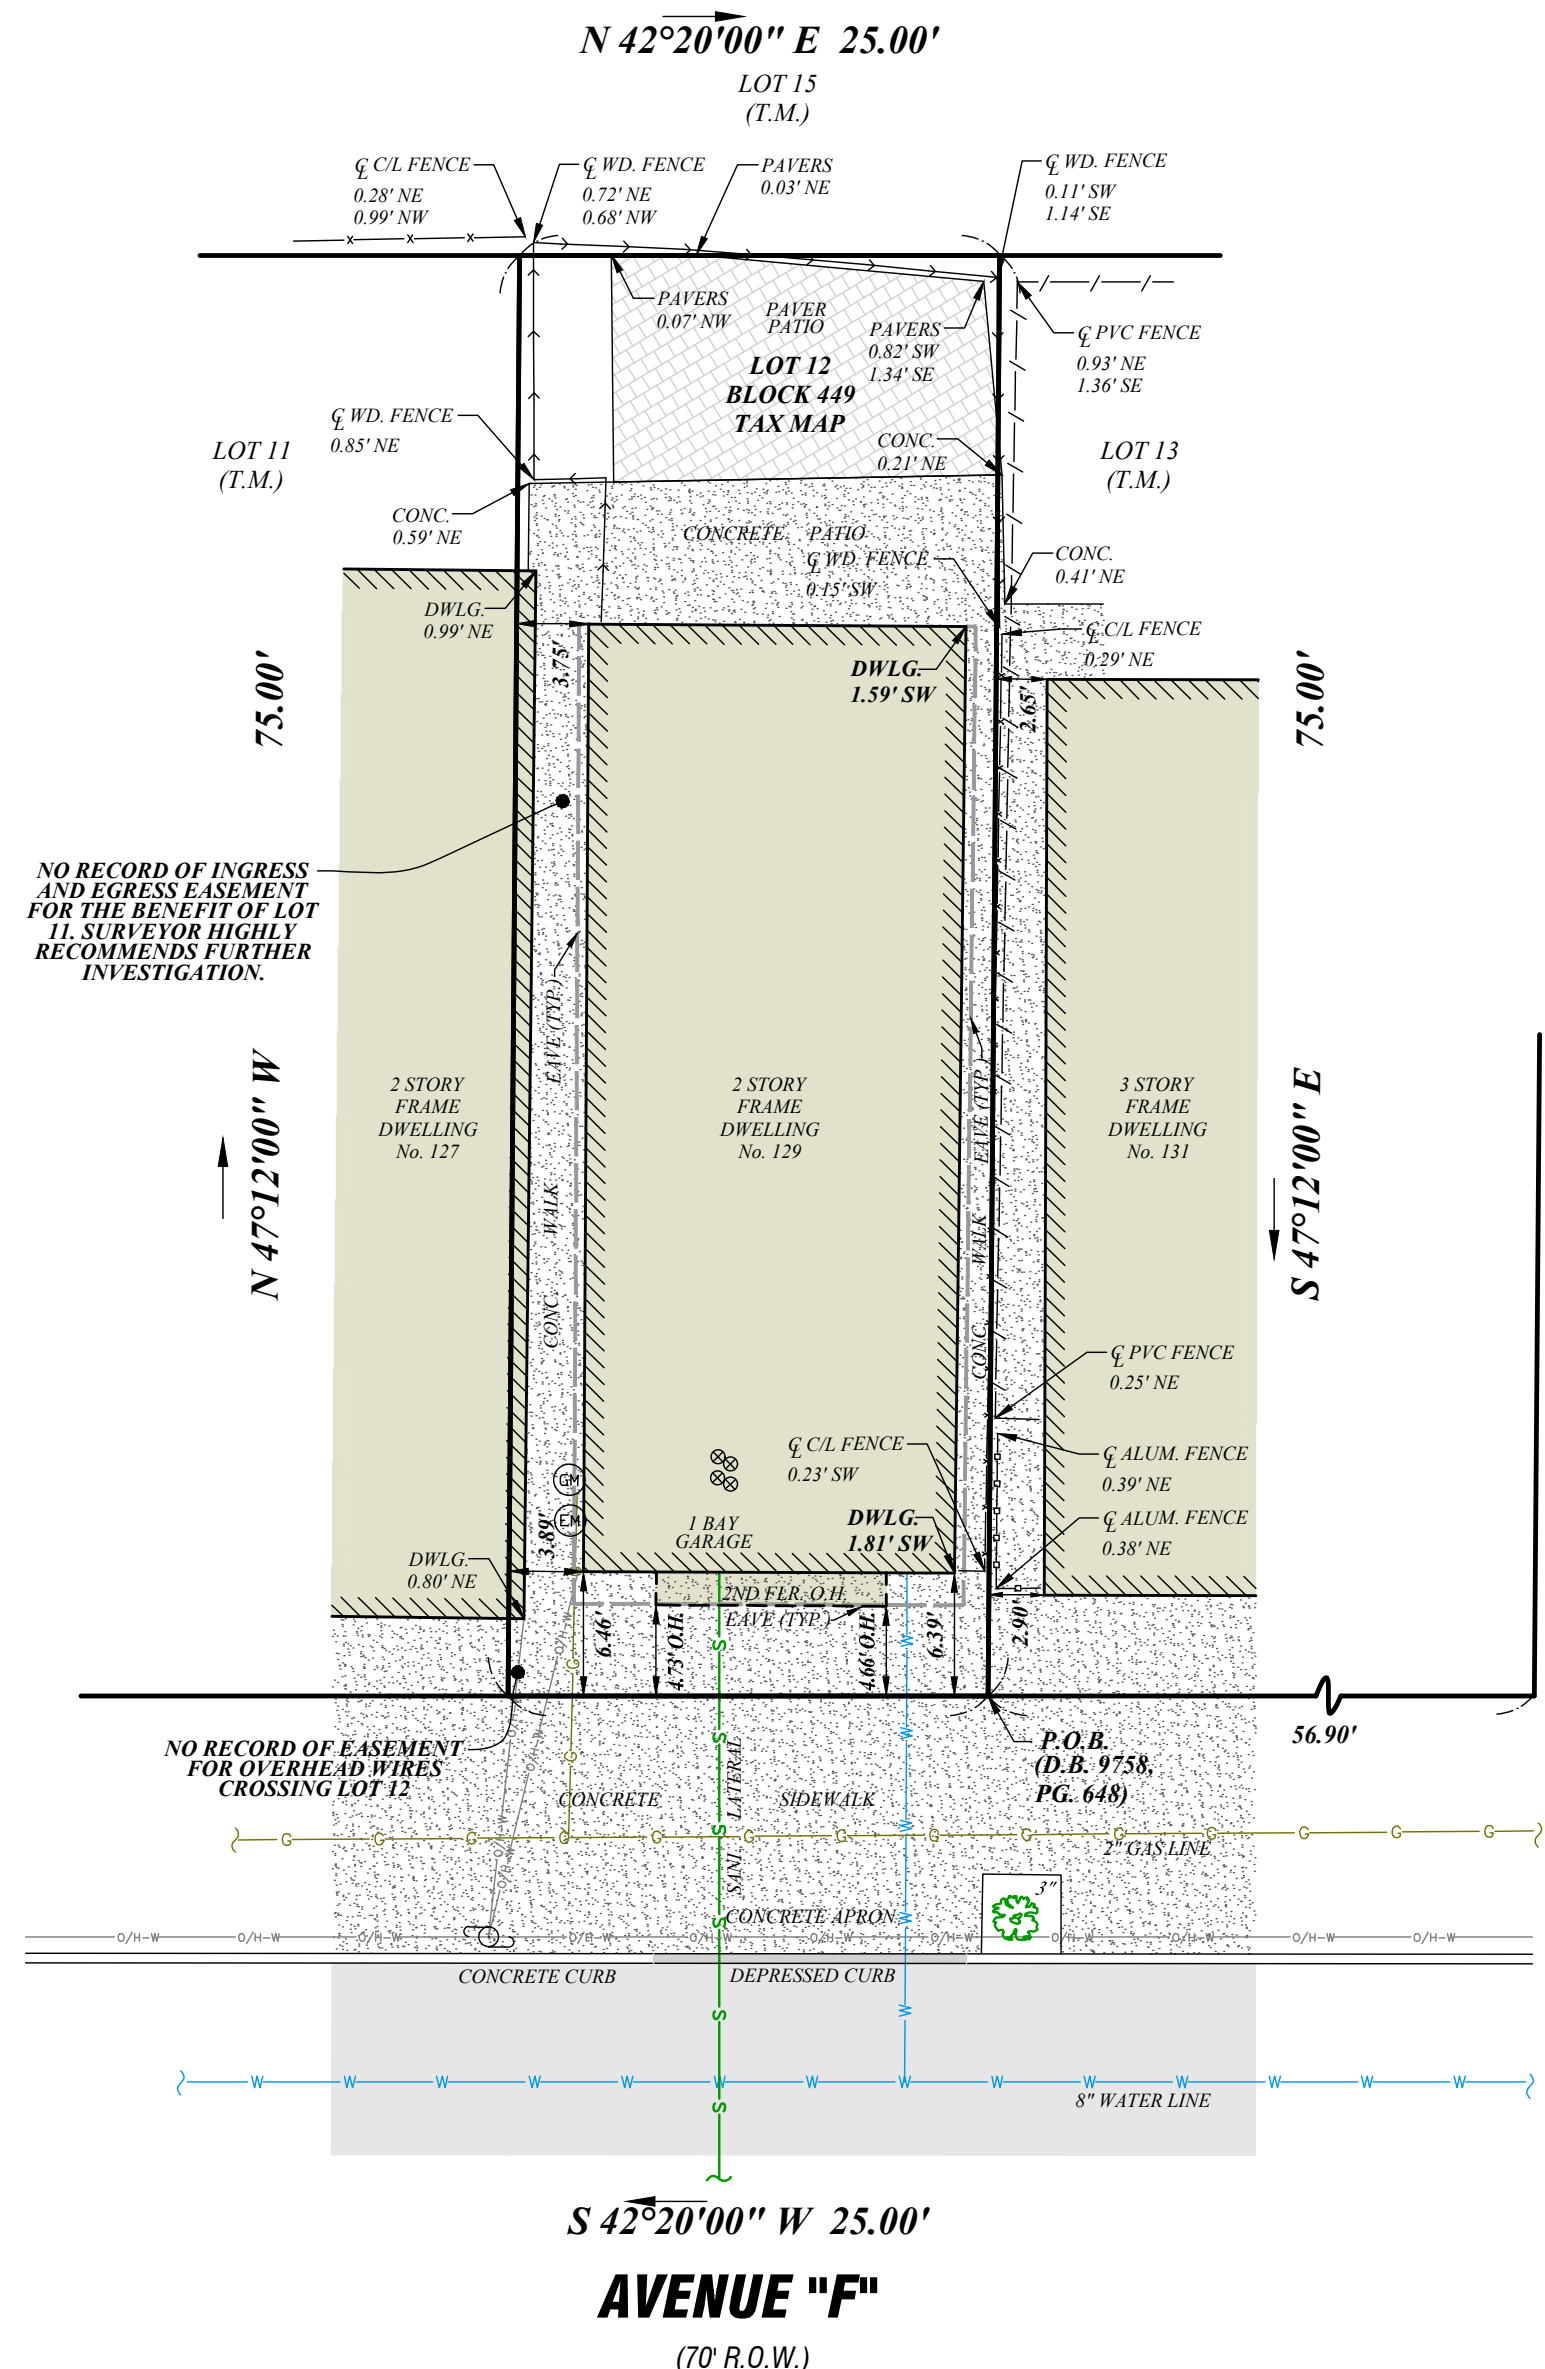 N 42°20'00" E 25.00'
LOT 15
(T.M.)
℄ C/L FENCE
0.28' NE
0.99' NW
℄ WD. FENCE
0.72' NE
0.68' NW
PAVERS
0.03' NE
℄ WD. FENCE
0.11' SW
1.14' SE
PAVERS
0.07' NW
PAVER
PATIO
PAVERS
0.82' SW
1.34' SE
℄ PVC FENCE
0.93' NE
1.36' SE
LOT 12
BLOCK 449
TAX MAP
LOT 11
(T.M.)
℄ WD. FENCE
0.85' NE
CONC.
0.21' NE
LOT 13
(T.M.)
CONC.
0.59' NE
CONCRETE PATIO
℄ WD. FENCE
0.15' SW
CONC.
0.41' NE
DWLG.
0.99' NE
℄ C/L FENCE
0.29' NE
3.75'
DWLG.
1.59' SW
2.65'
75.00'
75.00'
NO RECORD OF INGRESS
AND EGRESS EASEMENT
FOR THE BENEFIT OF LOT
11. SURVEYOR HIGHLY
RECOMMENDS FURTHER
INVESTIGATION.
EAVE (TYP.)
EAVE (TYP.)
N 47°12'00" W
S 47°12'00" E
2 STORY
FRAME
DWELLING
No. 127
2 STORY
FRAME
DWELLING
No. 129
3 STORY
FRAME
DWELLING
No. 131
CONC. WALK
CONC. WALK
℄ PVC FENCE
0.25' NE
℄ C/L FENCE
0.23' SW
℄ ALUM. FENCE
0.39' NE
GM
EM
3.89'
1 BAY
GARAGE
DWLG.
1.81' SW
℄ ALUM. FENCE
0.38' NE
DWLG.
0.80' NE
2ND FLR. O.H.
EAVE (TYP.)
6.46'
4.73' O.H.
4.66' O.H.
6.39'
2.90'
56.90'
NO RECORD OF EASEMENT
FOR OVERHEAD WIRES
CROSSING LOT 12
P.O.B.
(D.B. 9758,
PG. 648)
CONCRETE SIDEWALK
SANI LATERAL
G G G G G G G G G G G G G G
2" GAS LINE
3"
CONCRETE APRON
O/H-W O/H-W O/H-W O/H-W O/H-W O/H-W O/H-W O/H-W O/H-W O/H-W O/H-W
CONCRETE CURB
DEPRESSED CURB
W W W W W W W W W W W W W W
8" WATER LINE
S 42°20'00" W 25.00'
AVENUE "F"
(70' R.O.W.)